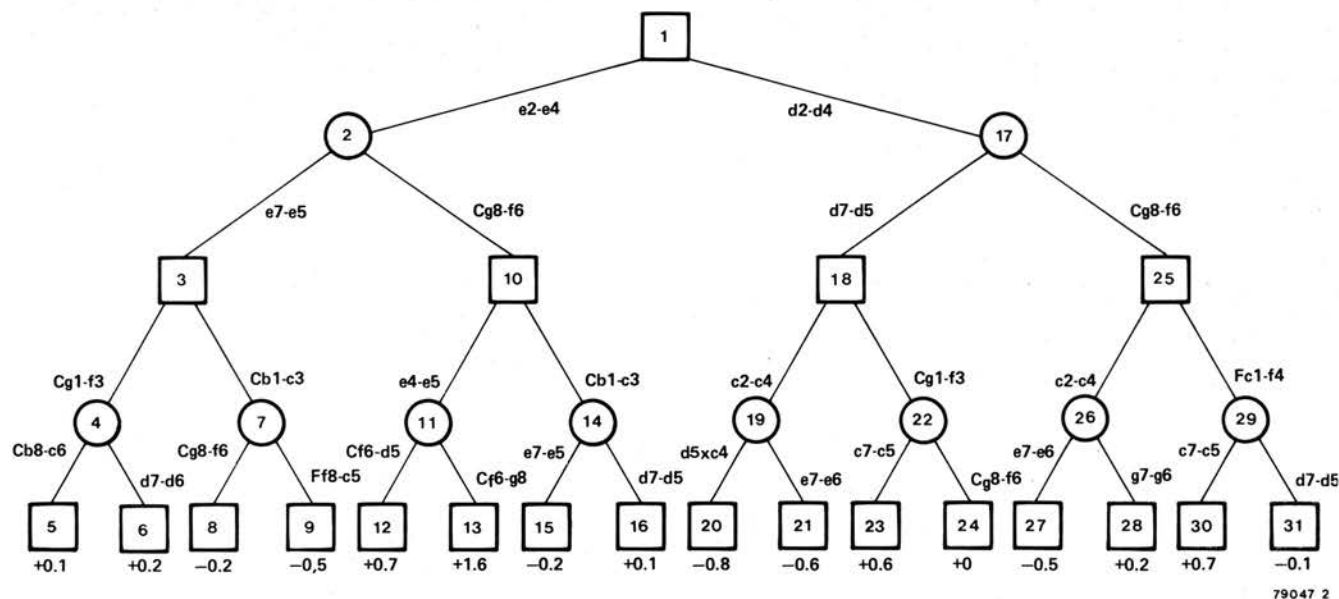 1
e2-e4 d2-d4
2 17
e7-e5 Cg8-f6 d7-d5 Cg8-f6
3 10 18 25
Cg1-f3 Cb1-c3 e4-e5 Cb1-c3 c2-c4 Cg1-f3 c2-c4 Fc1-f4
4 7 11 14 19 22 26 29
Cb8-c6 d7-d6 Cg8-f6 Ff8-c5 Cf6-d5 Cf6-g8 e7-e5 d7-d5 d5xc4 e7-e6 c7-c5 Cg8-f6 e7-e6 g7-g6 c7-c5 d7-d5
5 6 8 9 12 13 15 16 20 21 23 24 27 28 30 31
+0.1 +0.2 −0.2 −0,5 +0.7 +1.6 −0.2 +0.1 −0.8 −0.6 +0.6 +0 −0.5 +0.2 +0.7 −0.1
79047 2